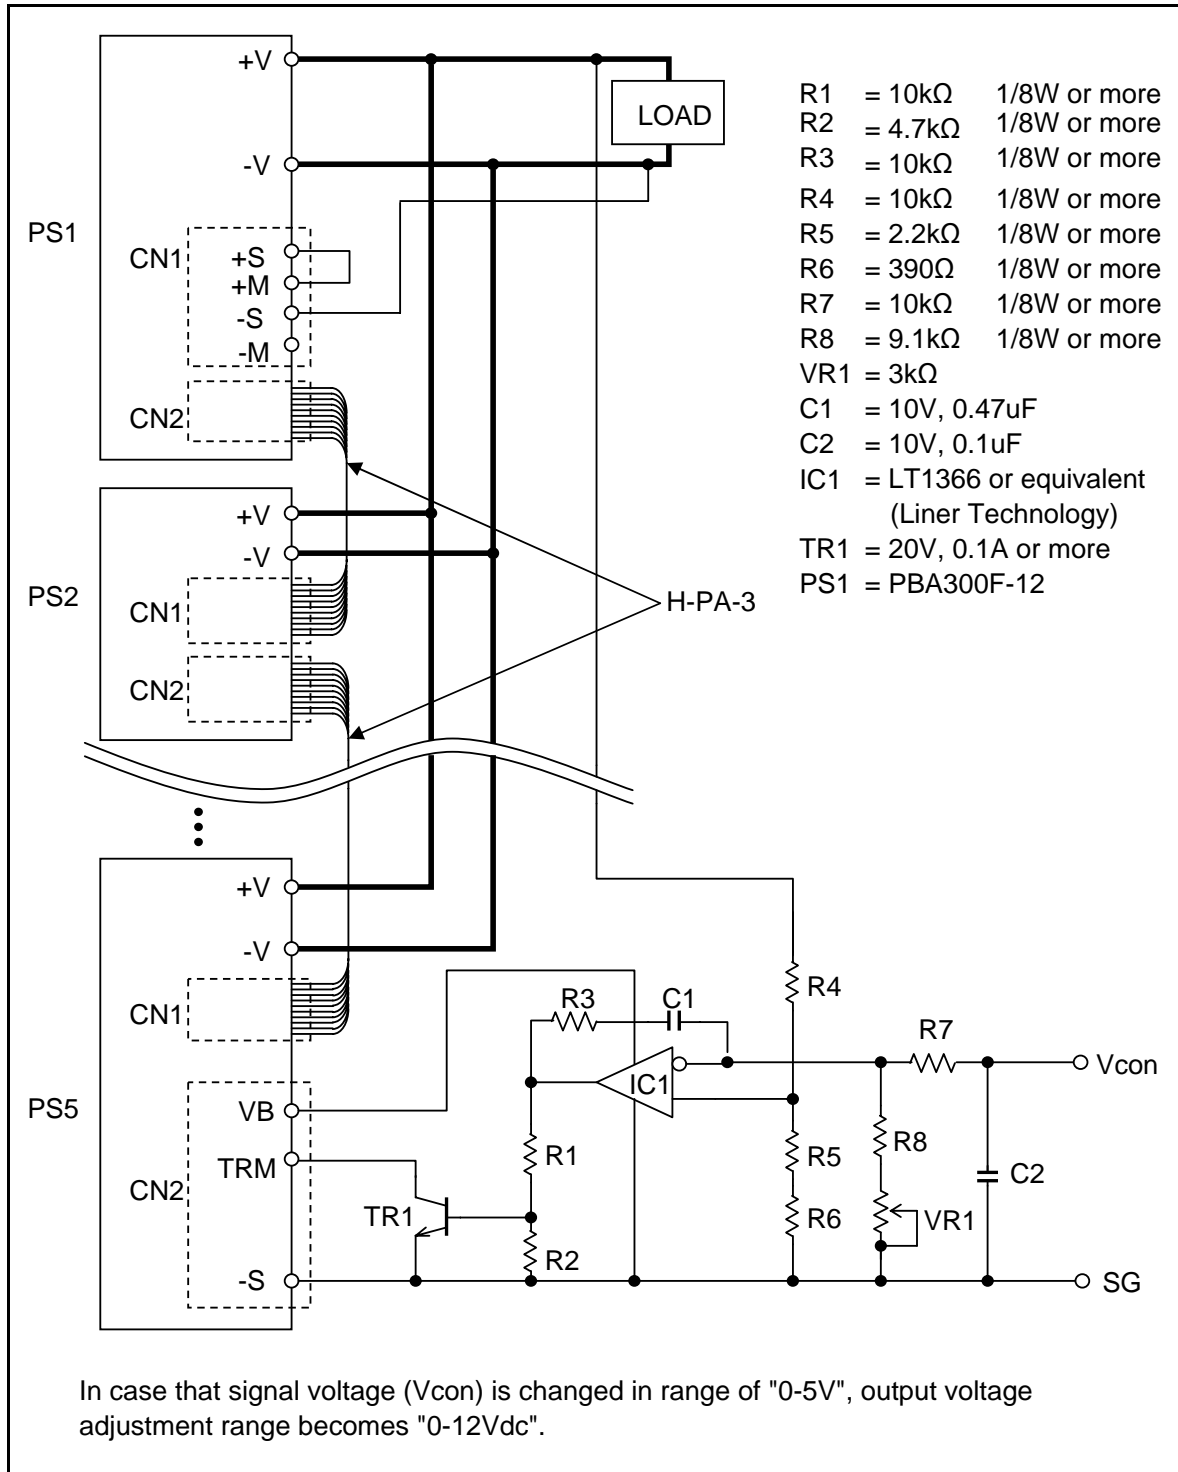 +V
-V
PS1
CN1
+S
+M
-S
-M
CN2
LOAD
R1 = 10kΩ 1/8W or more
R2 = 4.7kΩ 1/8W or more
R3 = 10kΩ 1/8W or more
R4 = 10kΩ 1/8W or more
R5 = 2.2kΩ 1/8W or more
R6 = 390Ω 1/8W or more
R7 = 10kΩ 1/8W or more
R8 = 9.1kΩ 1/8W or more
VR1 = 3kΩ
C1 = 10V, 0.47uF
C2 = 10V, 0.1uF
IC1 = LT1366 or equivalent
(Liner Technology)
TR1 = 20V, 0.1A or more
PS1 = PBA300F-12
+V
-V
PS2
CN1
CN2
H-PA-3
+V
-V
CN1
PS5
VB
TRM
CN2
-S
R3
C1
R4
R7
Vcon
IC1
R1
R5
R8
C2
TR1
R2
R6
VR1
SG
In case that signal voltage (Vcon) is changed in range of "0-5V", output voltage
adjustment range becomes "0-12Vdc".